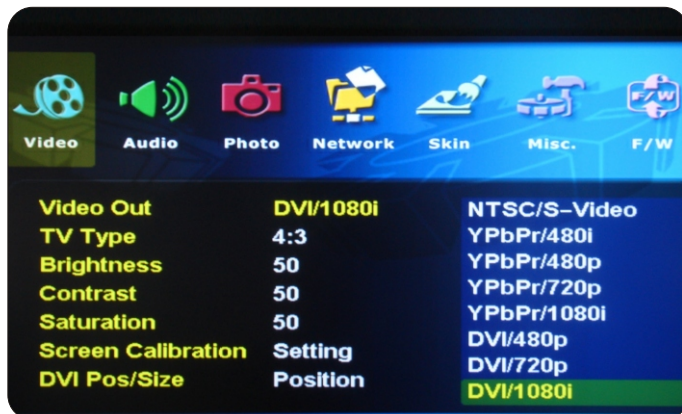 Video Audio Photo Network Skin Misc. F/W
F/W
Video Out DVI/1080i NTSC/S-Video
TV Type 4:3 YPbPr/480i
Brightness 50 YPbPr/480p
Contrast 50 YPbPr/720p
Saturation 50 YPbPr/1080i
Screen Calibration Setting DVI/480p
DVI Pos/Size Position DVI/720p
DVI/1080i